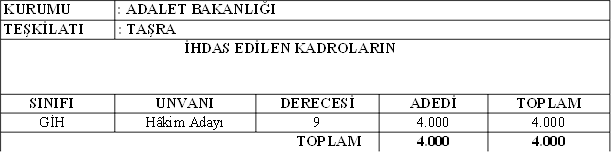 KURUMU : ADALET BAKANLIĞI
TEŞKİLATI : TAŞRA
İHDAS EDİLEN KADROLARIN
SINIFI UNVANI DERECESİ ADEDİ TOPLAM
GİH Hâkim Adayı 9 4.000 4.000
TOPLAM 4.000 4.000